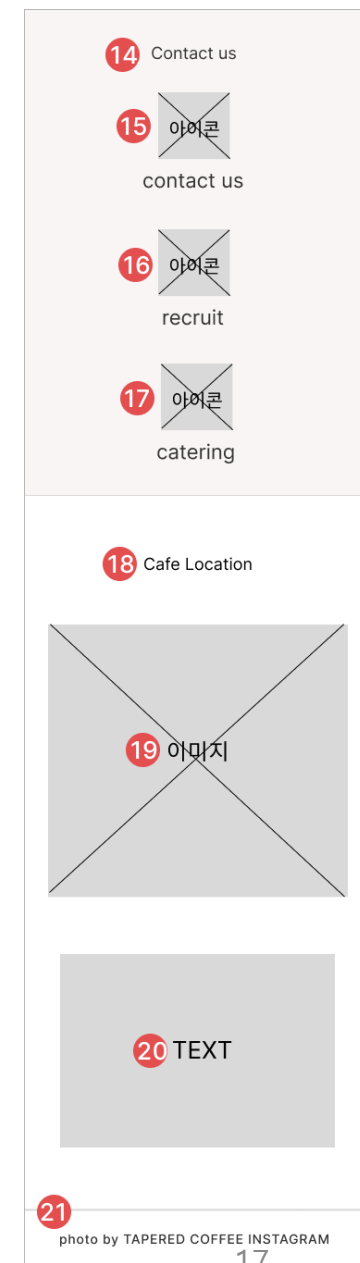 14 Contact us
15 아이콘
contact us
16 아이콘
recruit
17 아이콘
catering
18 Cafe Location
19 이미지
20 TEXT
21
photo by TAPERED COFFEE INSTAGRAM
17